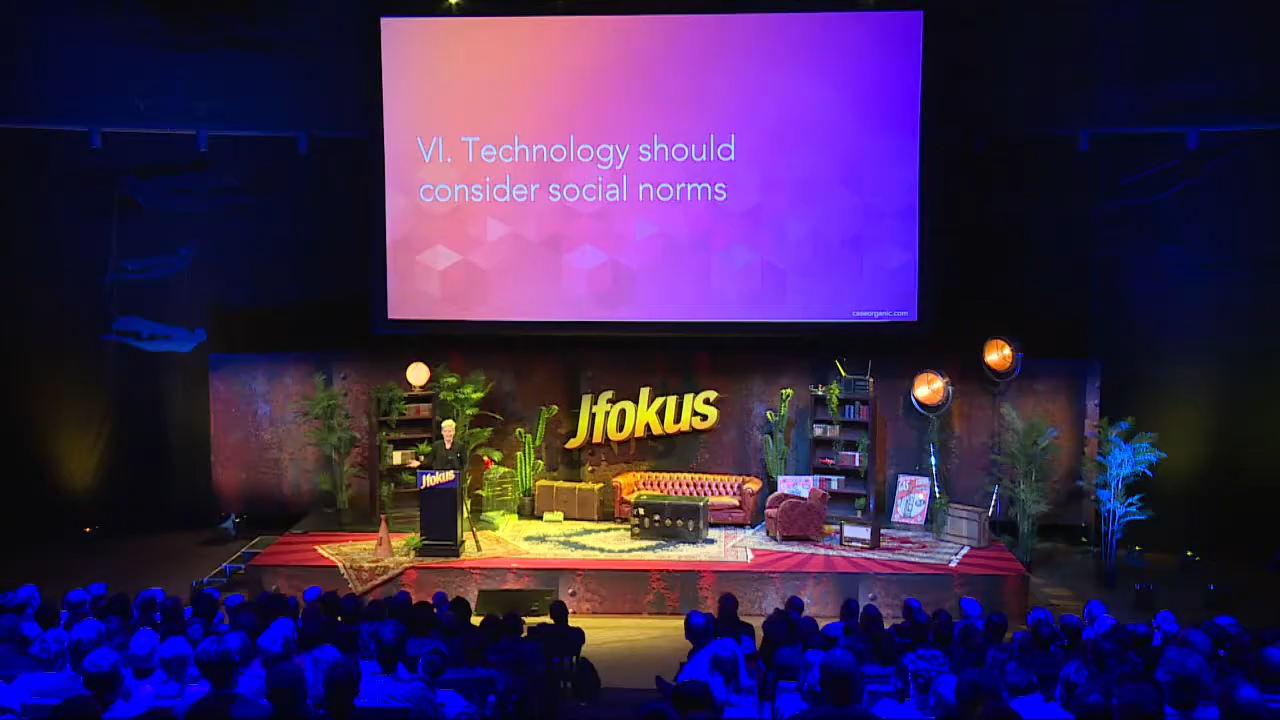 VI. Technology should
consider social norms
caseorganic.com
Jfokus
Jfokus